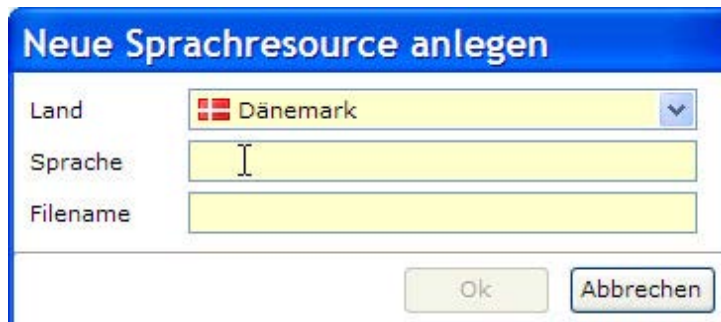 Neue Sprachresource anlegen
Land Dänemark
Sprache
Filename
Ok Abbrechen